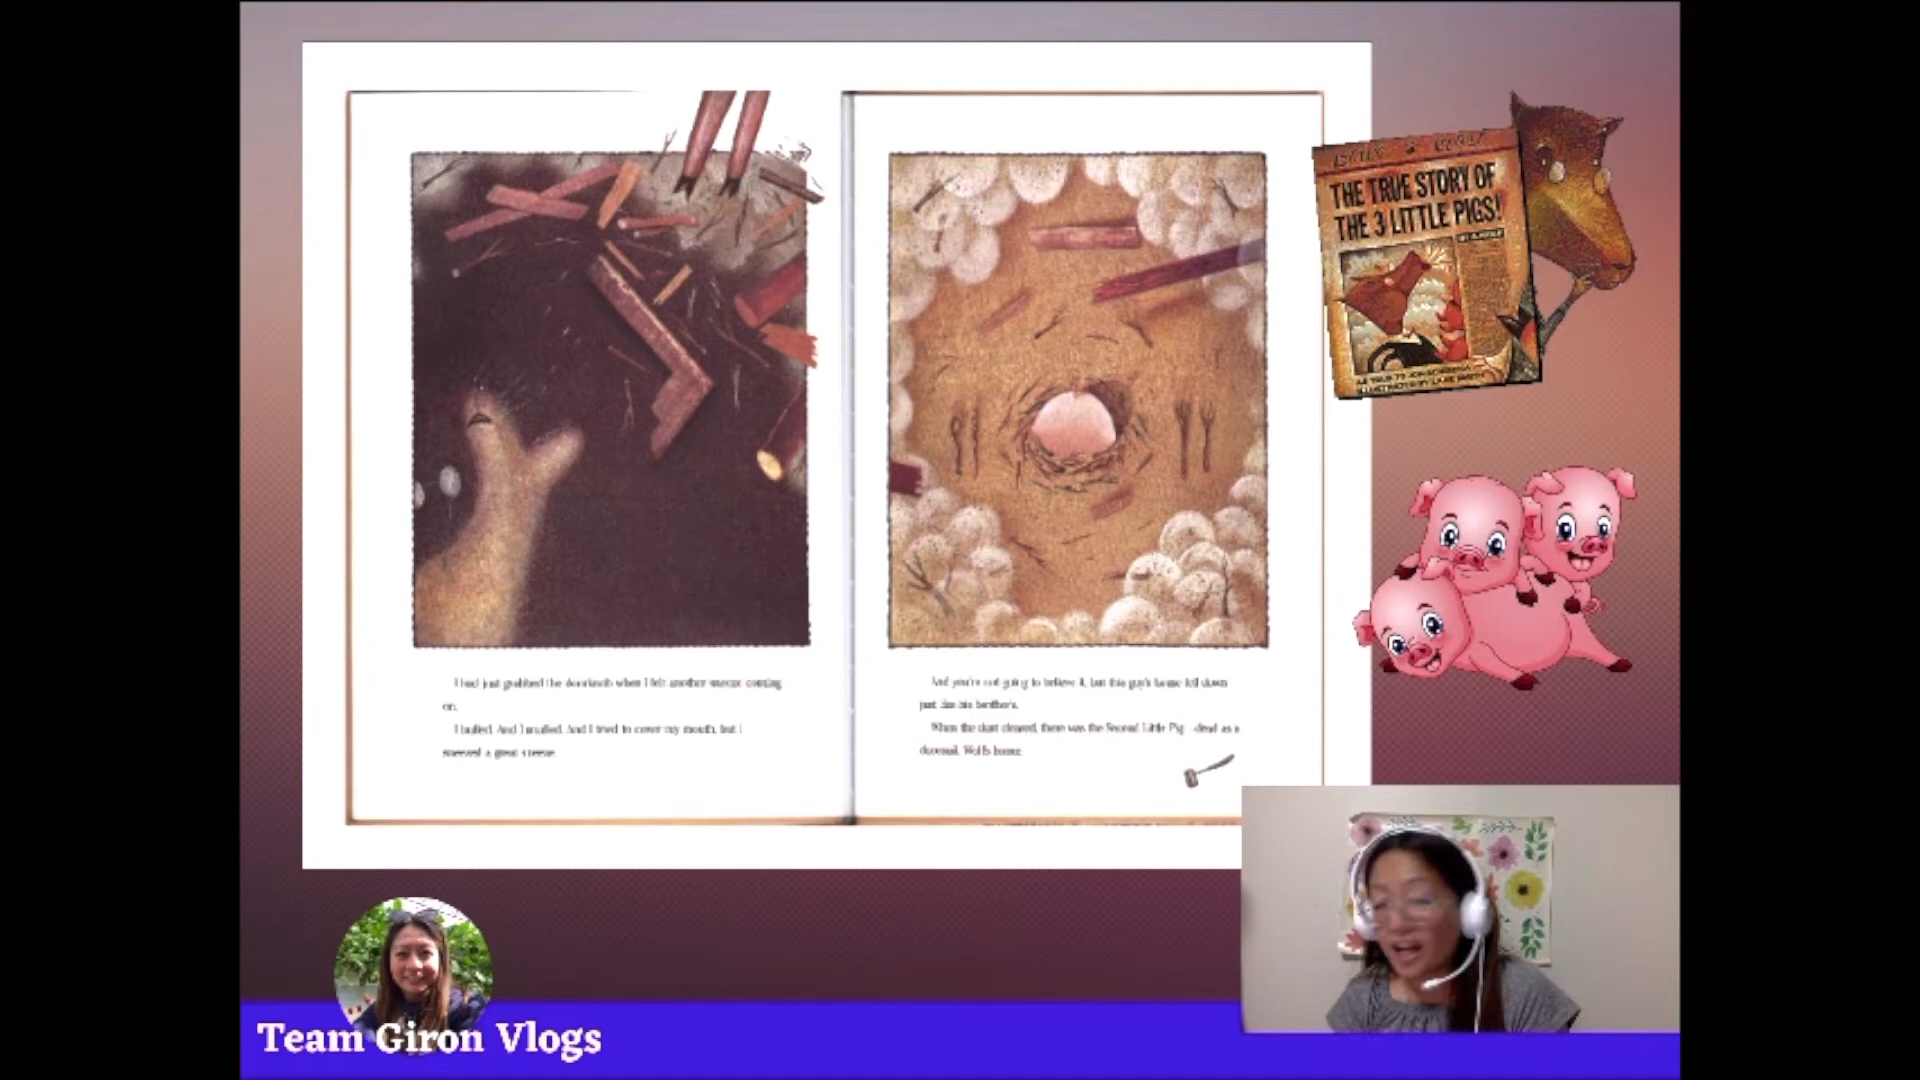 THE TRUE STORY OF
THE 3 LITTLE PIGS!
I had just grabbed the doorknob when I felt another sneeze coming
on.
I huffed. And I snuffed. And I tried to cover my mouth, but I
sneezed a great sneeze.
And you're not going to believe it, but this guy's house fell down
just like his brother's.
When the dust cleared, there was the Second Little Pig - dead as a
doornail. Wolf's honor.
Team Giron Vlogs